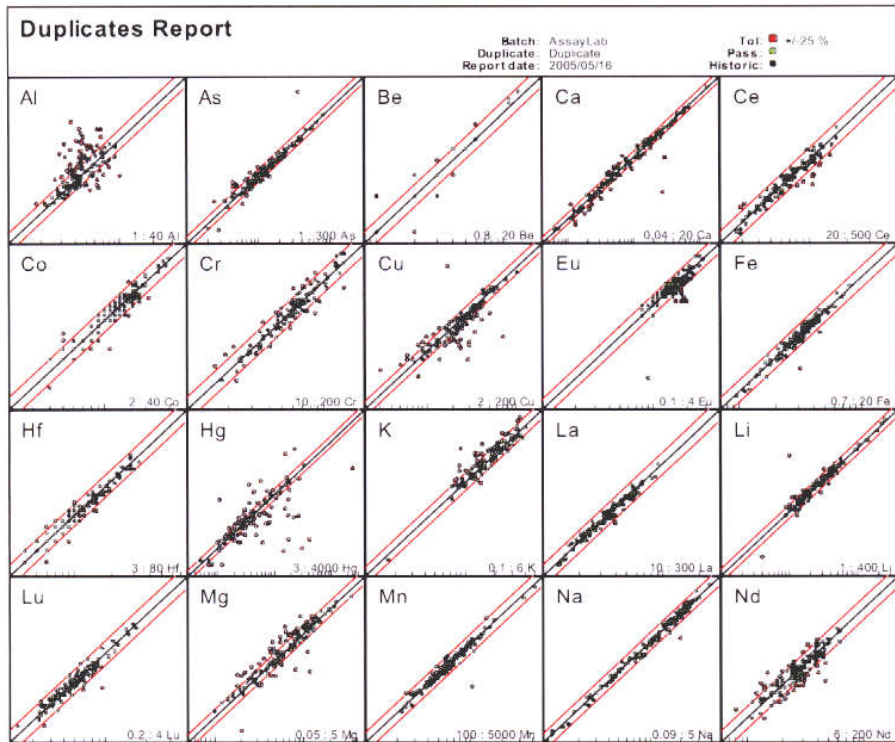 Duplicates Report
Batch: AssayLab
Duplicate: Duplicate
Report date: 2005/05/16
Tol: +/-25 %
Pass:
Historic:
Al
1 : 40 Al
As
1 : 300 As
Be
0.8 : 20 Be
Ca
0.04 : 20 Ca
Ce
20 : 500 Ce
Co
2 : 40 Co
Cr
10 : 200 Cr
Cu
2 : 200 Cu
Eu
0.1 : 4 Eu
Fe
0.7 : 20 Fe
Hf
3 : 80 Hf
Hg
3 : 4000 Hg
K
0.1 : 6 K
La
10 : 300 La
Li
1 : 400 Li
Lu
0.2 : 4 Lu
Mg
0.05 : 5 Mg
Mn
100 : 5000 Mn
Na
0.09 : 5 Na
Nd
6 : 200 Nd